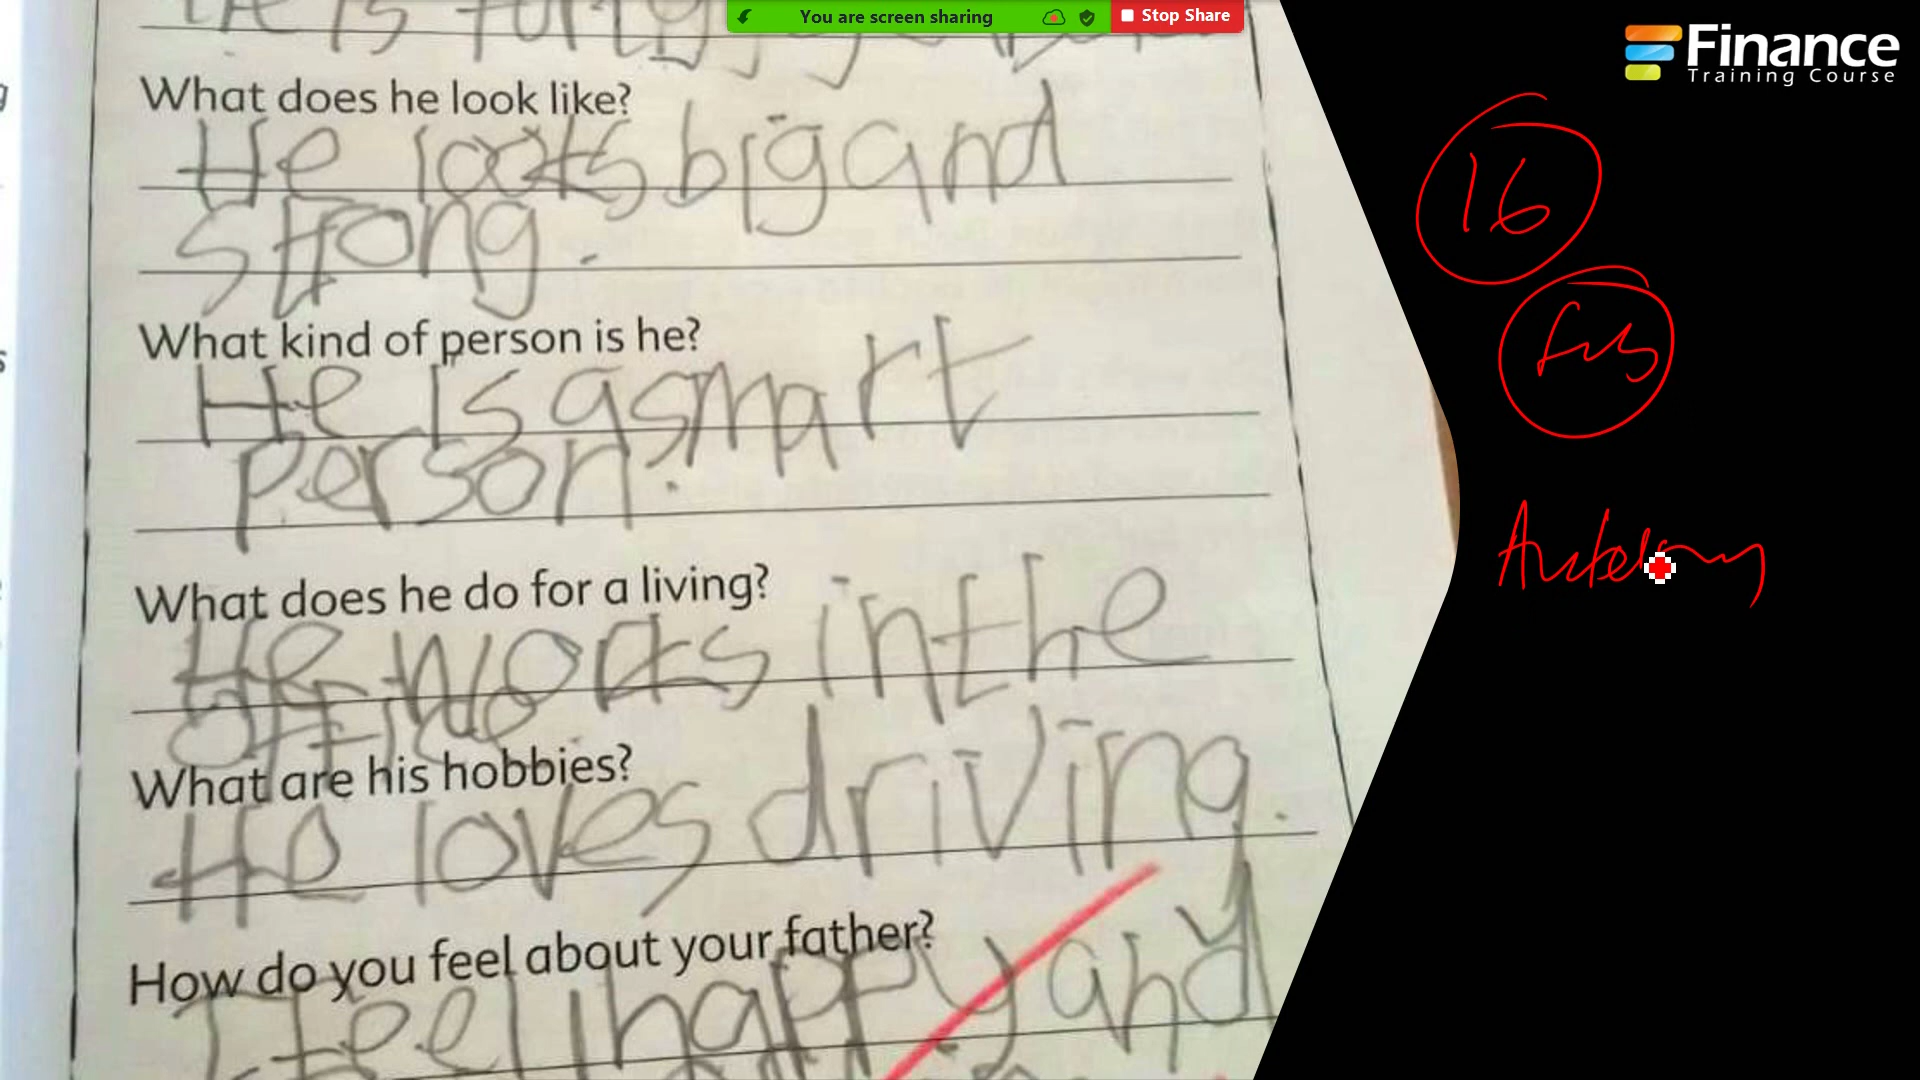 You are screen sharing
Stop Share
Finance
Training Course
He is
What does he look like?
He looks big and
strong.
What kind of person is he?
He is a smart
person.
What does he do for a living?
He works in the
office
What are his hobbies?
He loves driving.
How do you feel about your father?
I feel happy and
16